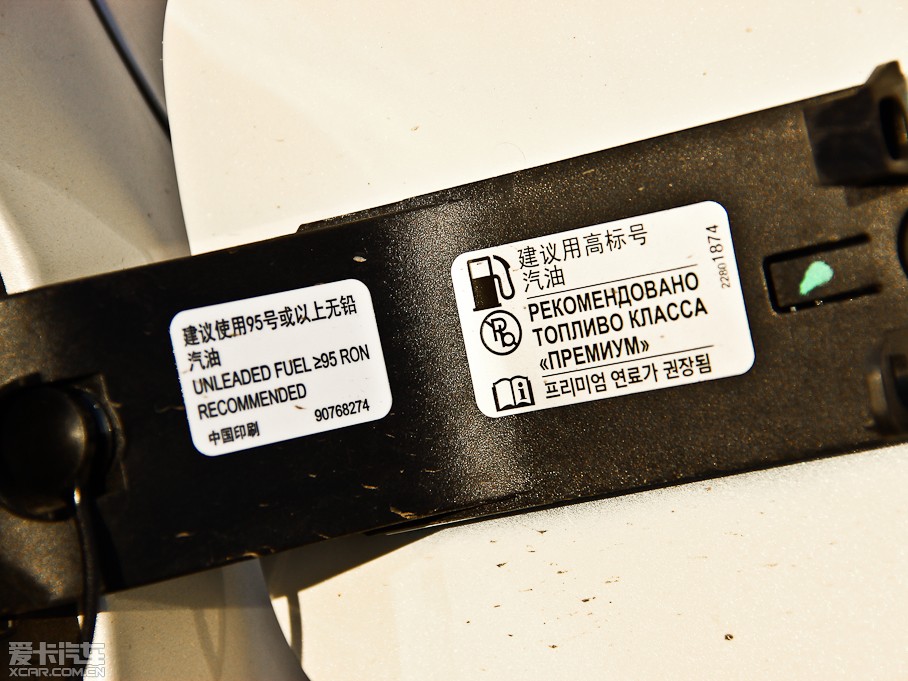 建议使用95号或以上无铅
汽油
UNLEADED FUEL ≥95 RON
RECOMMENDED
中国印刷 90768274
建议用高标号
汽油
РЕКОМЕНДОВАНО
ТОПЛИВО КЛАССА
«ПРЕМИУМ»
프리미엄 연료가 권장됨
22801874
Pb
i
爱卡汽车
XCAR.COM.CN